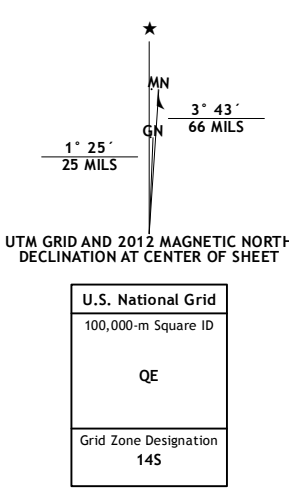 MN
3° 43´
66 MILS
GN
1° 25´
25 MILS
UTM GRID AND 2012 MAGNETIC NORTH
DECLINATION AT CENTER OF SHEET
U.S. National Grid
100,000-m Square ID
QE
Grid Zone Designation
14S